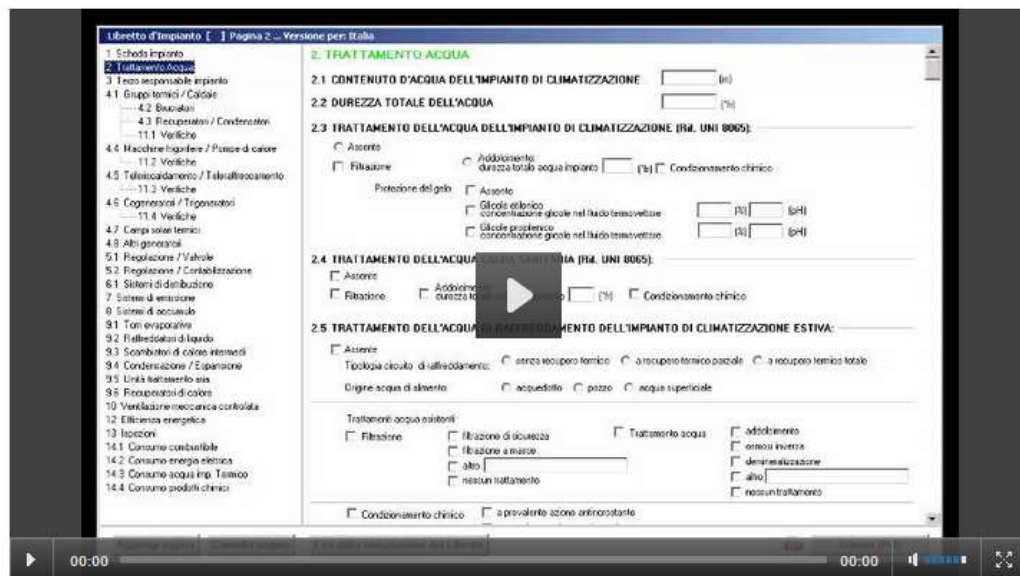 Libretto d'Impianto [ ] Pagina 2 ... Versione per: Italia
1 Scheda impianto
2 Trattamento Acqua
3 Terzo responsabile impianto
4.1 Gruppi termici / Caldaie
4.2 Bruciatori
4.3 Recuperatori / Condensatori
11.1 Verifiche
4.4 Macchine frigorifere / Pompe di calore
11.2 Verifiche
4.5 Teleriscaldamento / Teleraffrescamento
11.3 Verifiche
4.6 Cogeneratori / Trigeneratori
11.4 Verifiche
4.7 Campi solari termici
4.8 Altri generatori
5.1 Regolazione / Valvole
5.2 Regolazione / Contabilizzazione
6.1 Sistemi di distribuzione
7 Sistemi di emissione
8 Sistemi di accumulo
9.1 Torri evaporative
9.2 Raffreddatori di liquido
9.3 Scambiatori di calore intermedi
9.4 Condensazione / Espansione
9.5 Unità trattamento aria
9.6 Recuperatori di calore
10 Ventilazione meccanica controllata
12 Efficienza energetica
13 Ispezioni
14.1 Consumo combustibile
14.2 Consumo energia elettrica
14.3 Consumo acqua imp. Termico
14.4 Consumo prodotti chimici
2. TRATTAMENTO ACQUA
2.1 CONTENUTO D'ACQUA DELL'IMPIANTO DI CLIMATIZZAZIONE (m)
2.2 DUREZZA TOTALE DELL'ACQUA (°fr)
2.3 TRATTAMENTO DELL'ACQUA DELL'IMPIANTO DI CLIMATIZZAZIONE (Rif. UNI 8065):
Assente
Filtrazione Addolcimento: durezza totale acqua impianto (°fr) Condizionamento chimico
Protezione del gelo Assente
Glicole etilenico
concentrazione glicole nel fluido termovettore (%) (pH)
Glicole propilenico
concentrazione glicole nel fluido termovettore (%) (pH)
2.4 TRATTAMENTO DELL'ACQUA CALDA SANITARIA (Rif. UNI 8065):
Assente
Filtrazione durezza (°fr) Condizionamento chimico
2.5 TRATTAMENTO DELL'ACQUA DI RAFFREDDAMENTO DELL'IMPIANTO DI CLIMATIZZAZIONE ESTIVA:
Assente
Tipologia circuito di raffreddamento: senza recupero termico a recupero termico parziale a recupero termico totale
Origine acqua di alimento acquedotto pozzo acqua superficiale
Trattamenti acqua esistenti
Filtrazione filtrazione di sicurezza Trattamento acqua addolcimento
filtrazione a masse osmosi inversa
altro demineralizzazione
nessun trattamento altro
nessun trattamento
Condizionamento chimico a prevalente azione antincrostante
00:00 00:00